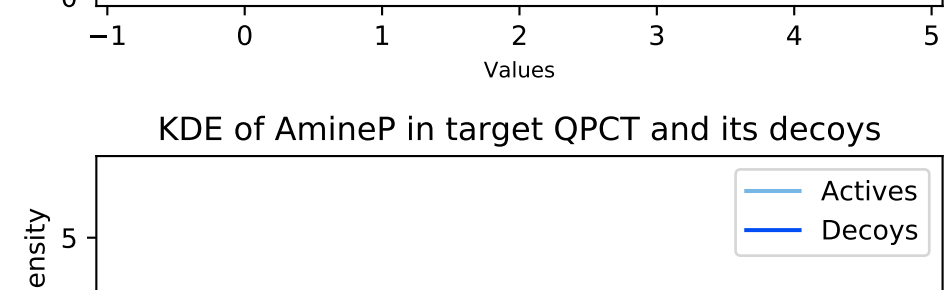 −1 0 1 2 3 4 5
Values
KDE of AmineP in target QPCT and its decoys
Actives
Decoys
5
ensity